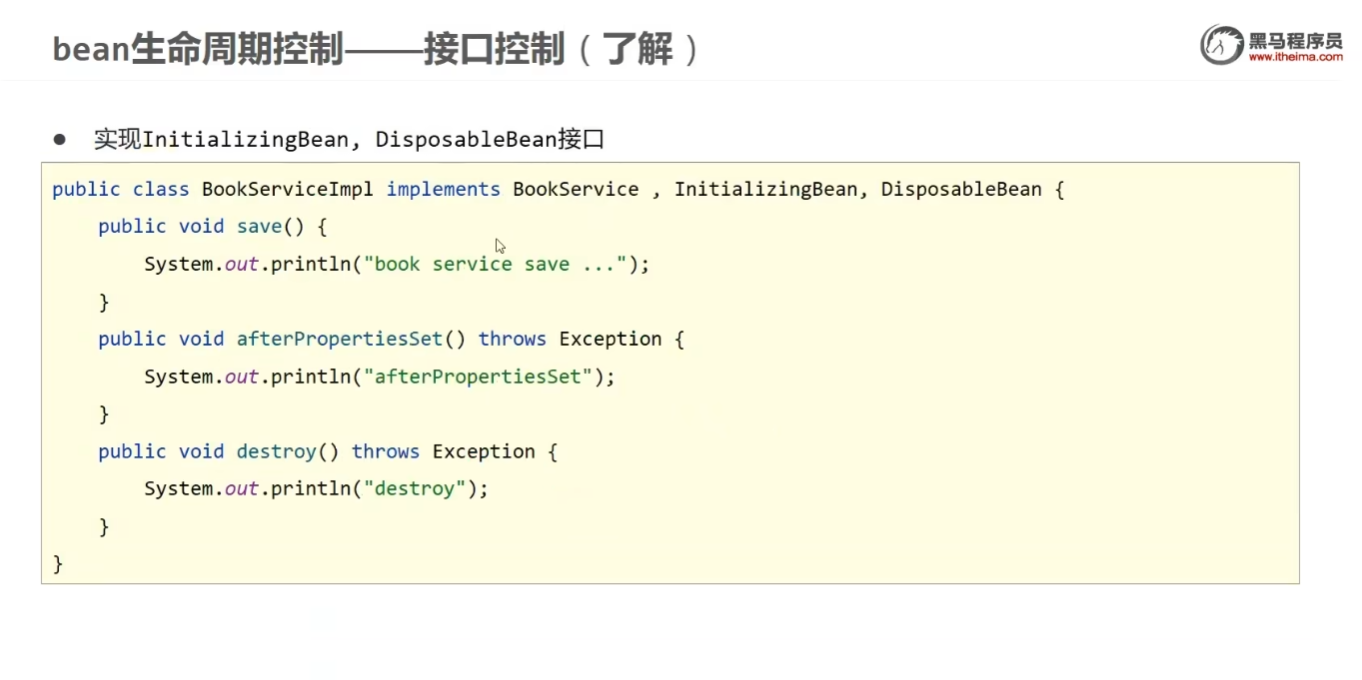 bean生命周期控制——接口控制（了解）
黑马程序员
www.itheima.com
● 实现InitializingBean, DisposableBean接口
public class BookServiceImpl implements BookService , InitializingBean, DisposableBean {
    public void save() {
        System.out.println("book service save ...");
    }
    public void afterPropertiesSet() throws Exception {
        System.out.println("afterPropertiesSet");
    }
    public void destroy() throws Exception {
        System.out.println("destroy");
    }
}